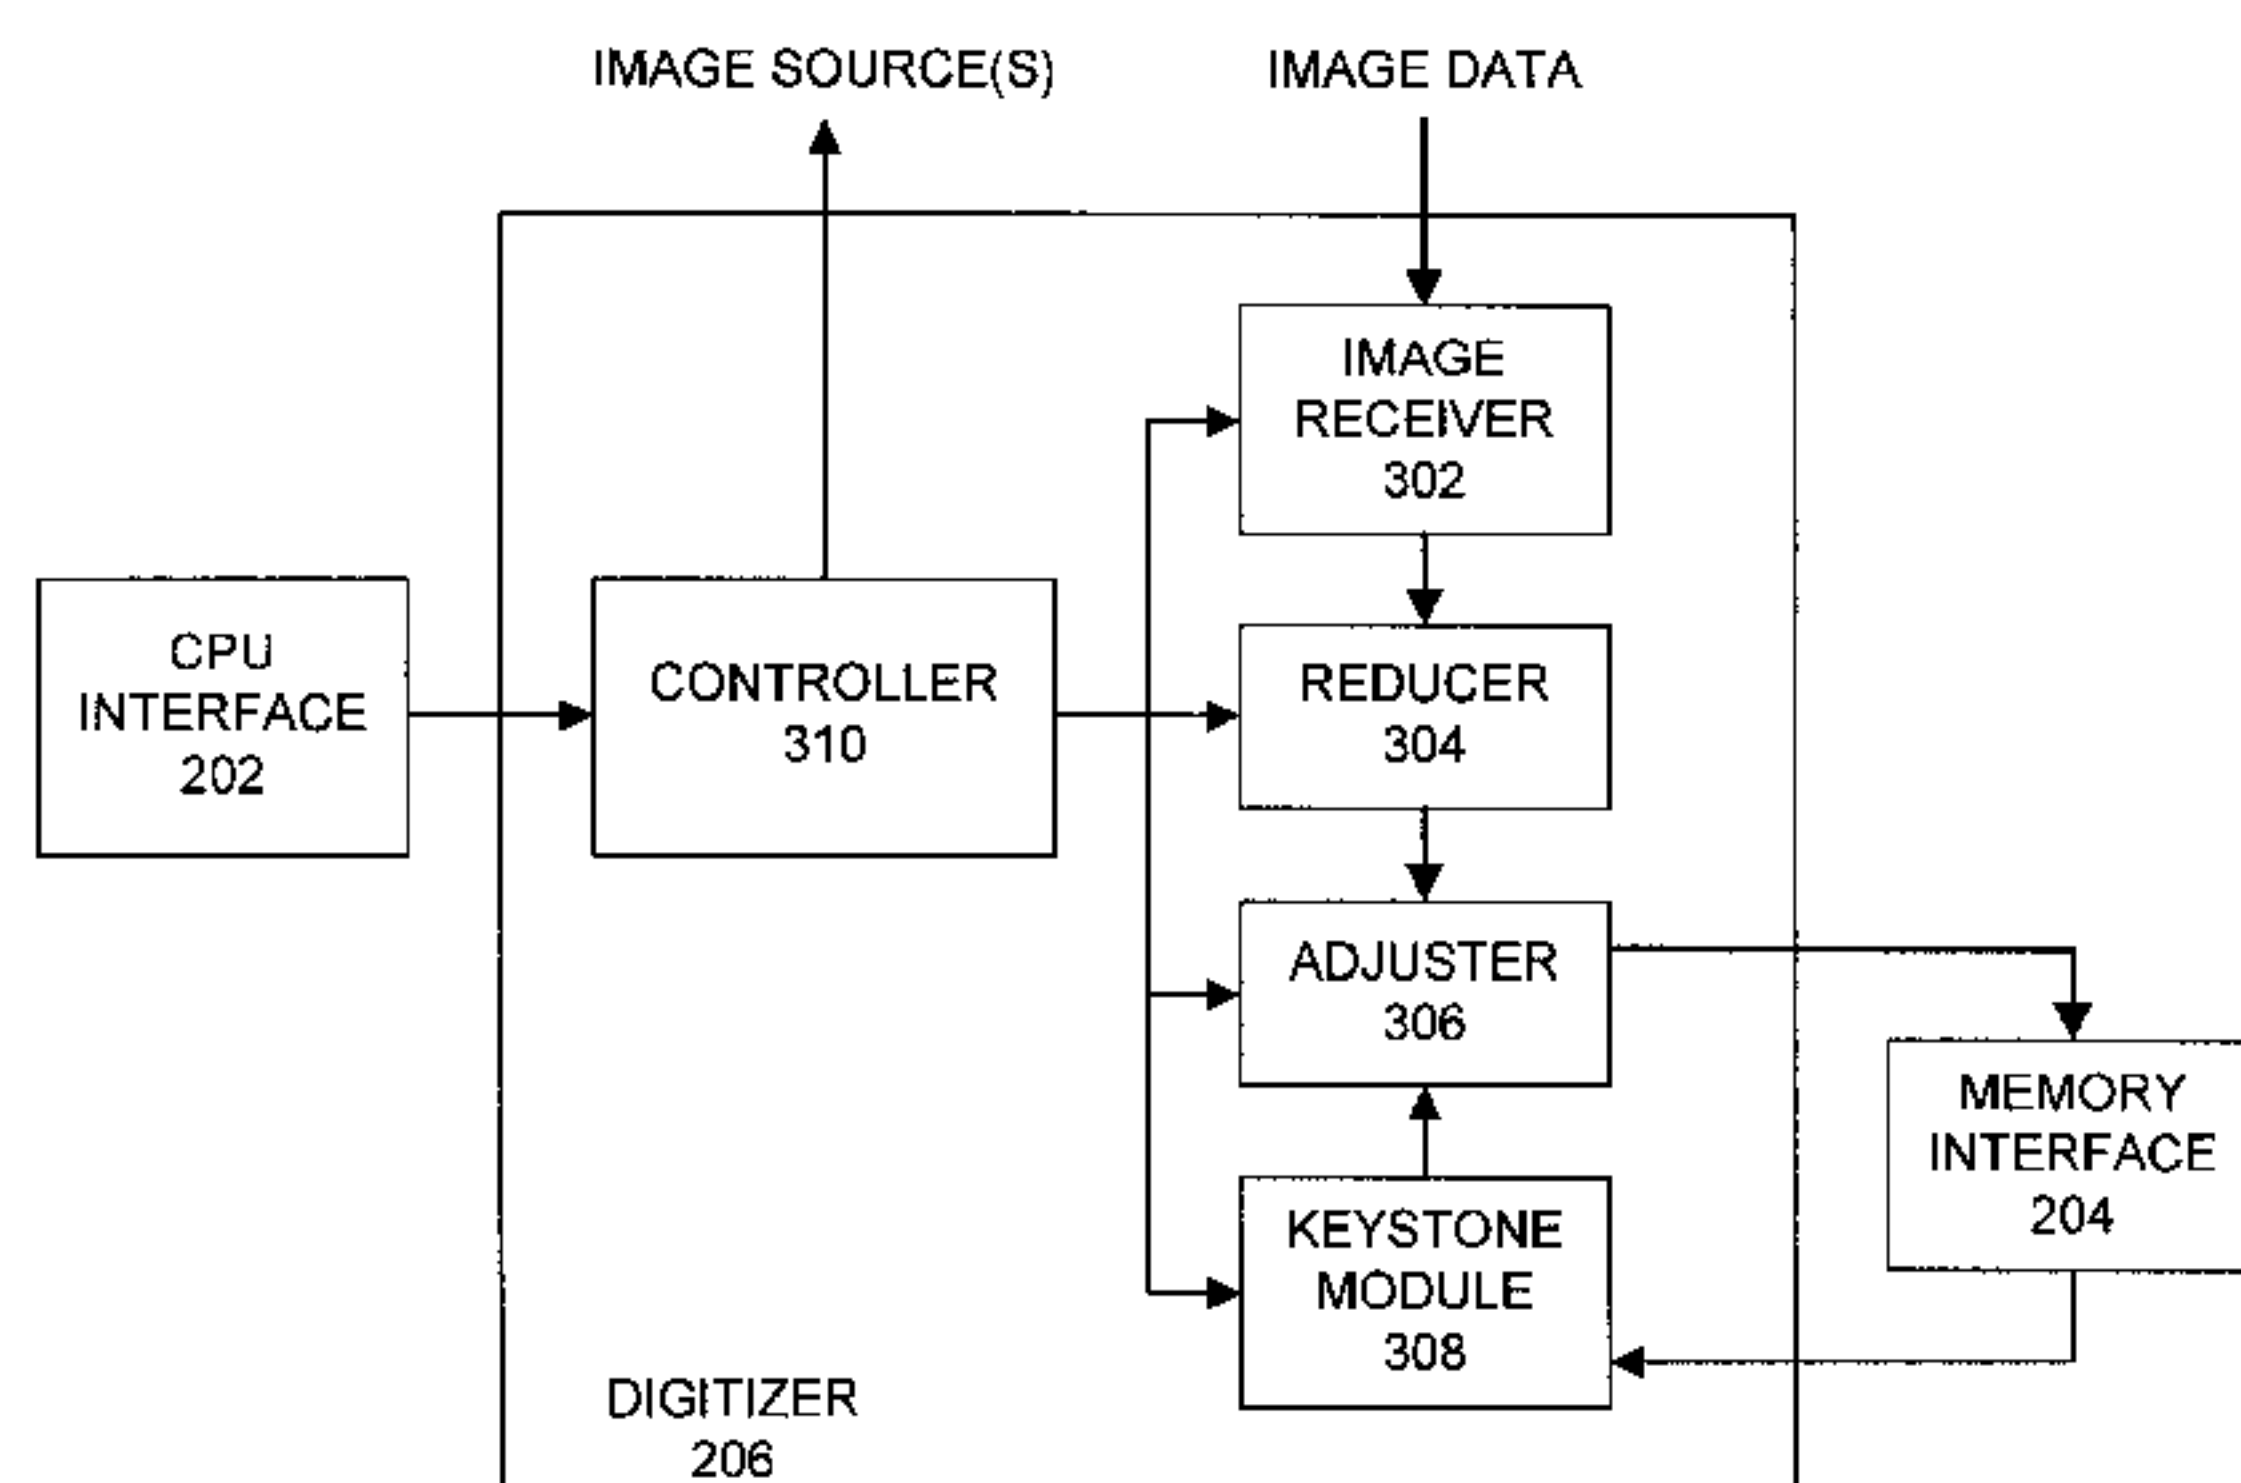 IMAGE SOURCE(S)
IMAGE DATA
IMAGE
RECEIVER
302
CPU
INTERFACE
202
CONTROLLER
310
REDUCER
304
ADJUSTER
306
MEMORY
INTERFACE
204
KEYSTONE
MODULE
308
DIGITIZER
206